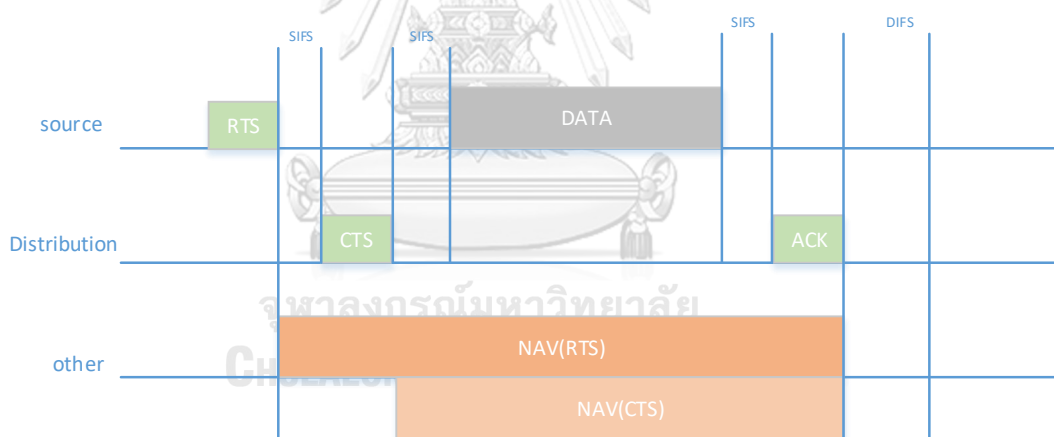 SIFS
SIFS
SIFS
DIFS
source
RTS
DATA
Distribution
CTS
ACK
จุฬาลงกรณ์มหาวิทยาลัย
NAV(RTS)
other
NAV(CTS)